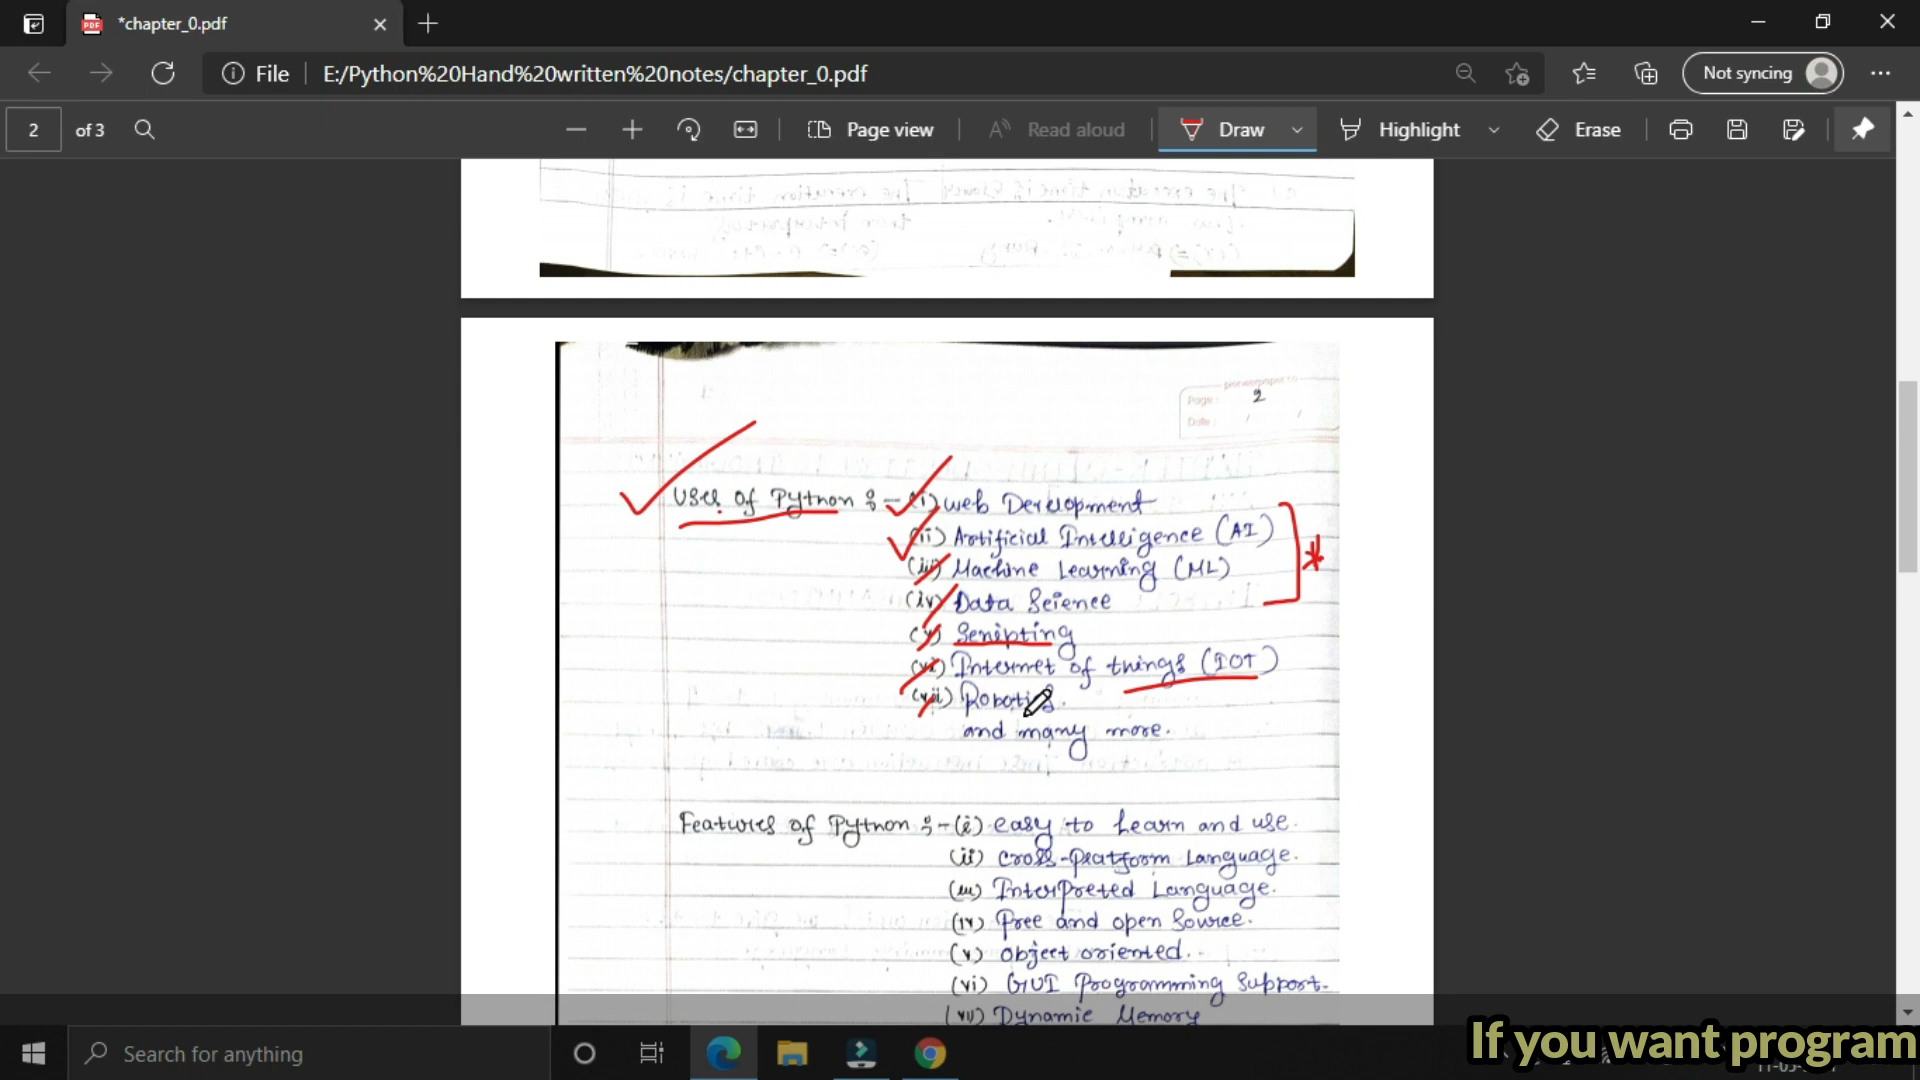 *chapter_0.pdf
File E:/Python%20Hand%20written%20notes/chapter_0.pdf
Not syncing
2 of 3
Page view
Read aloud
Draw
Highlight
Erase
Page: 2
Date:
Uses of Python :- (i) Web Development
(ii) Artificial Intelligence (AI)
(iii) Machine Learning (ML)
(iv) Data Science
(v) Scripting
(vi) Internet of things (IOT)
(vii) Robotics.
and many more.
Features of Python :- (i) easy to learn and use.
(ii) Cross-Platform Language.
(iii) Interpreted Language.
(iv) Free and open Source.
(v) object oriented.
(vi) GUI Programming Support.
(vii) Dynamic Memory
Search for anything
If you want program